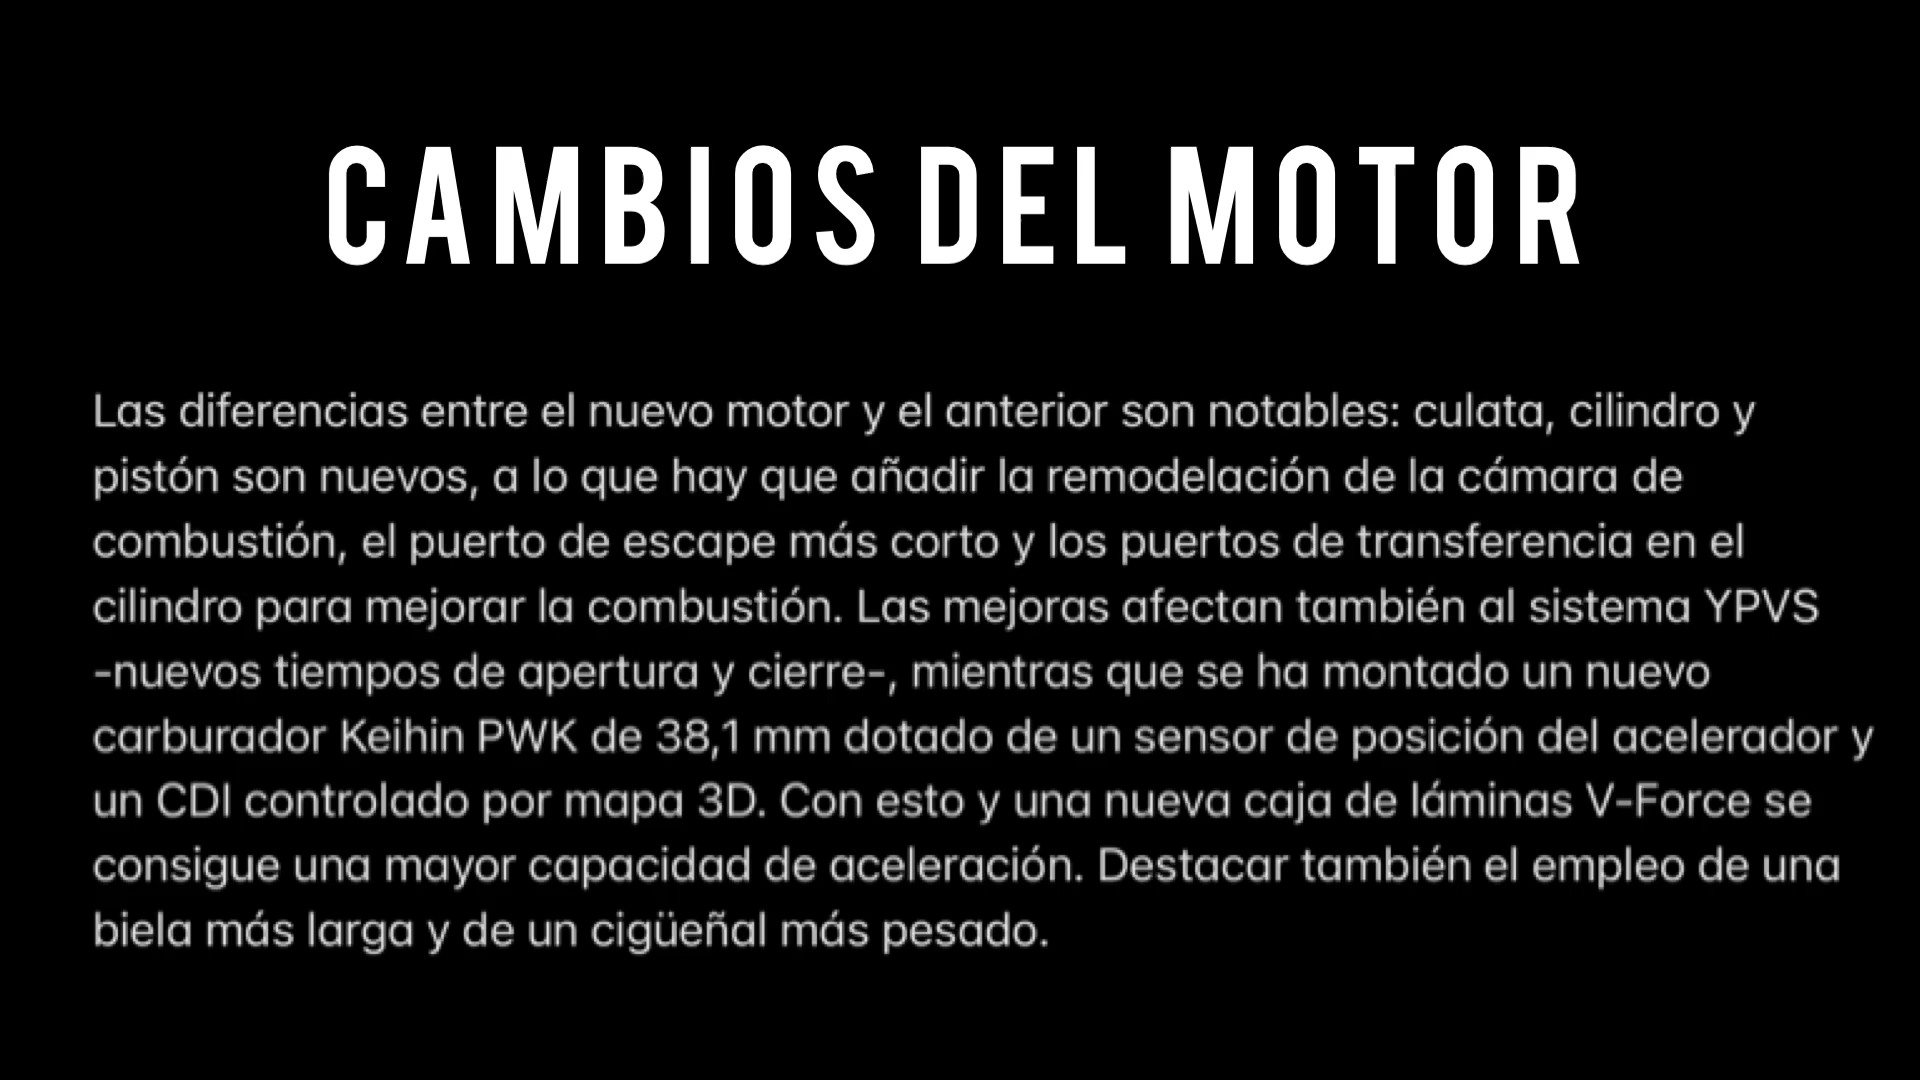 CAMBIOS DEL MOTOR
Las diferencias entre el nuevo motor y el anterior son notables: culata, cilindro y
pistón son nuevos, a lo que hay que añadir la remodelación de la cámara de
combustión, el puerto de escape más corto y los puertos de transferencia en el
cilindro para mejorar la combustión. Las mejoras afectan también al sistema YPVS
-nuevos tiempos de apertura y cierre-, mientras que se ha montado un nuevo
carburador Keihin PWK de 38,1 mm dotado de un sensor de posición del acelerador y
un CDI controlado por mapa 3D. Con esto y una nueva caja de láminas V-Force se
consigue una mayor capacidad de aceleración. Destacar también el empleo de una
biela más larga y de un cigüeñal más pesado.